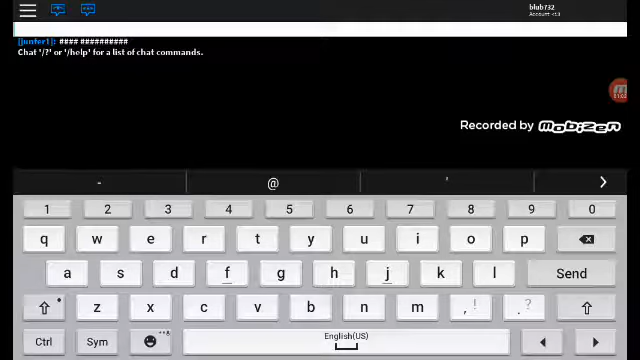 blub732
Account: <13
[junter1]: #### ##########
Chat '/?' or '/help' for a list of chat commands.
Recorded by mobizen
- @ '
1 2 3 4 5 6 7 8 9 0
q w e r t y u i o p
a s d f g h j k l Send
z x c v b n m , ! . ?
Ctrl Sym English(US)